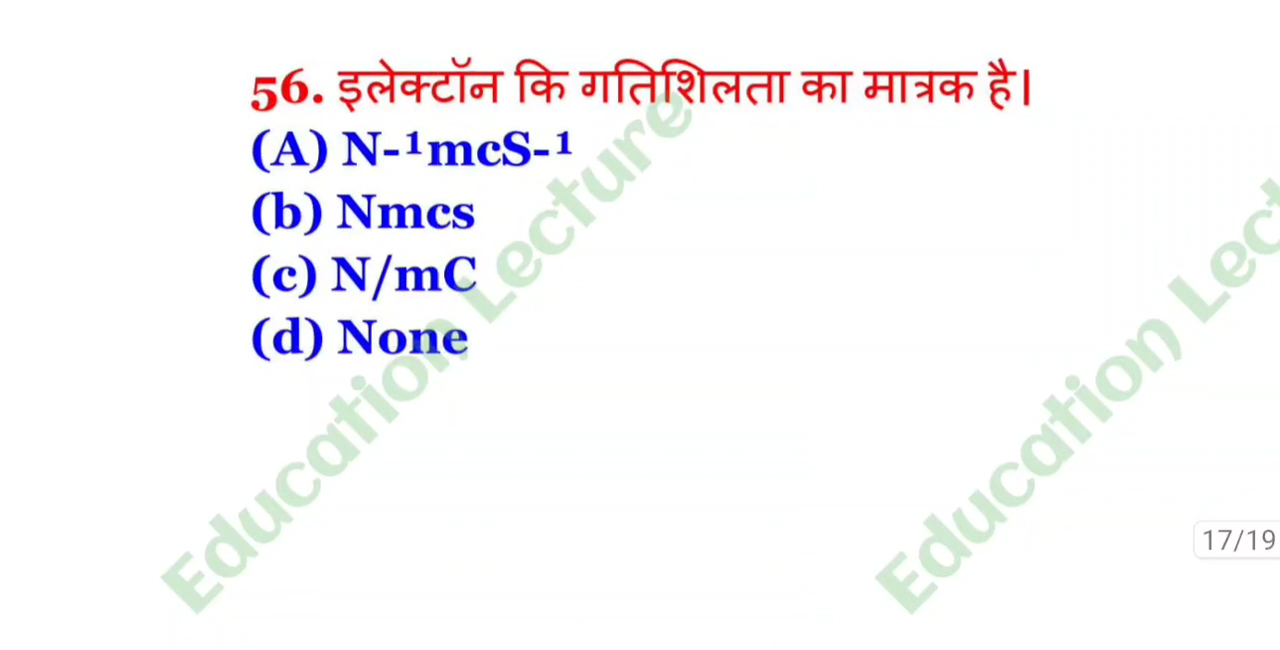 56. इलेक्टॉन कि गतिशिलता का मात्रक है।
(A) N-¹mcS-¹
(b) Nmcs
(c) N/mC
(d) None
Education Lecture
Education Lect
17/19